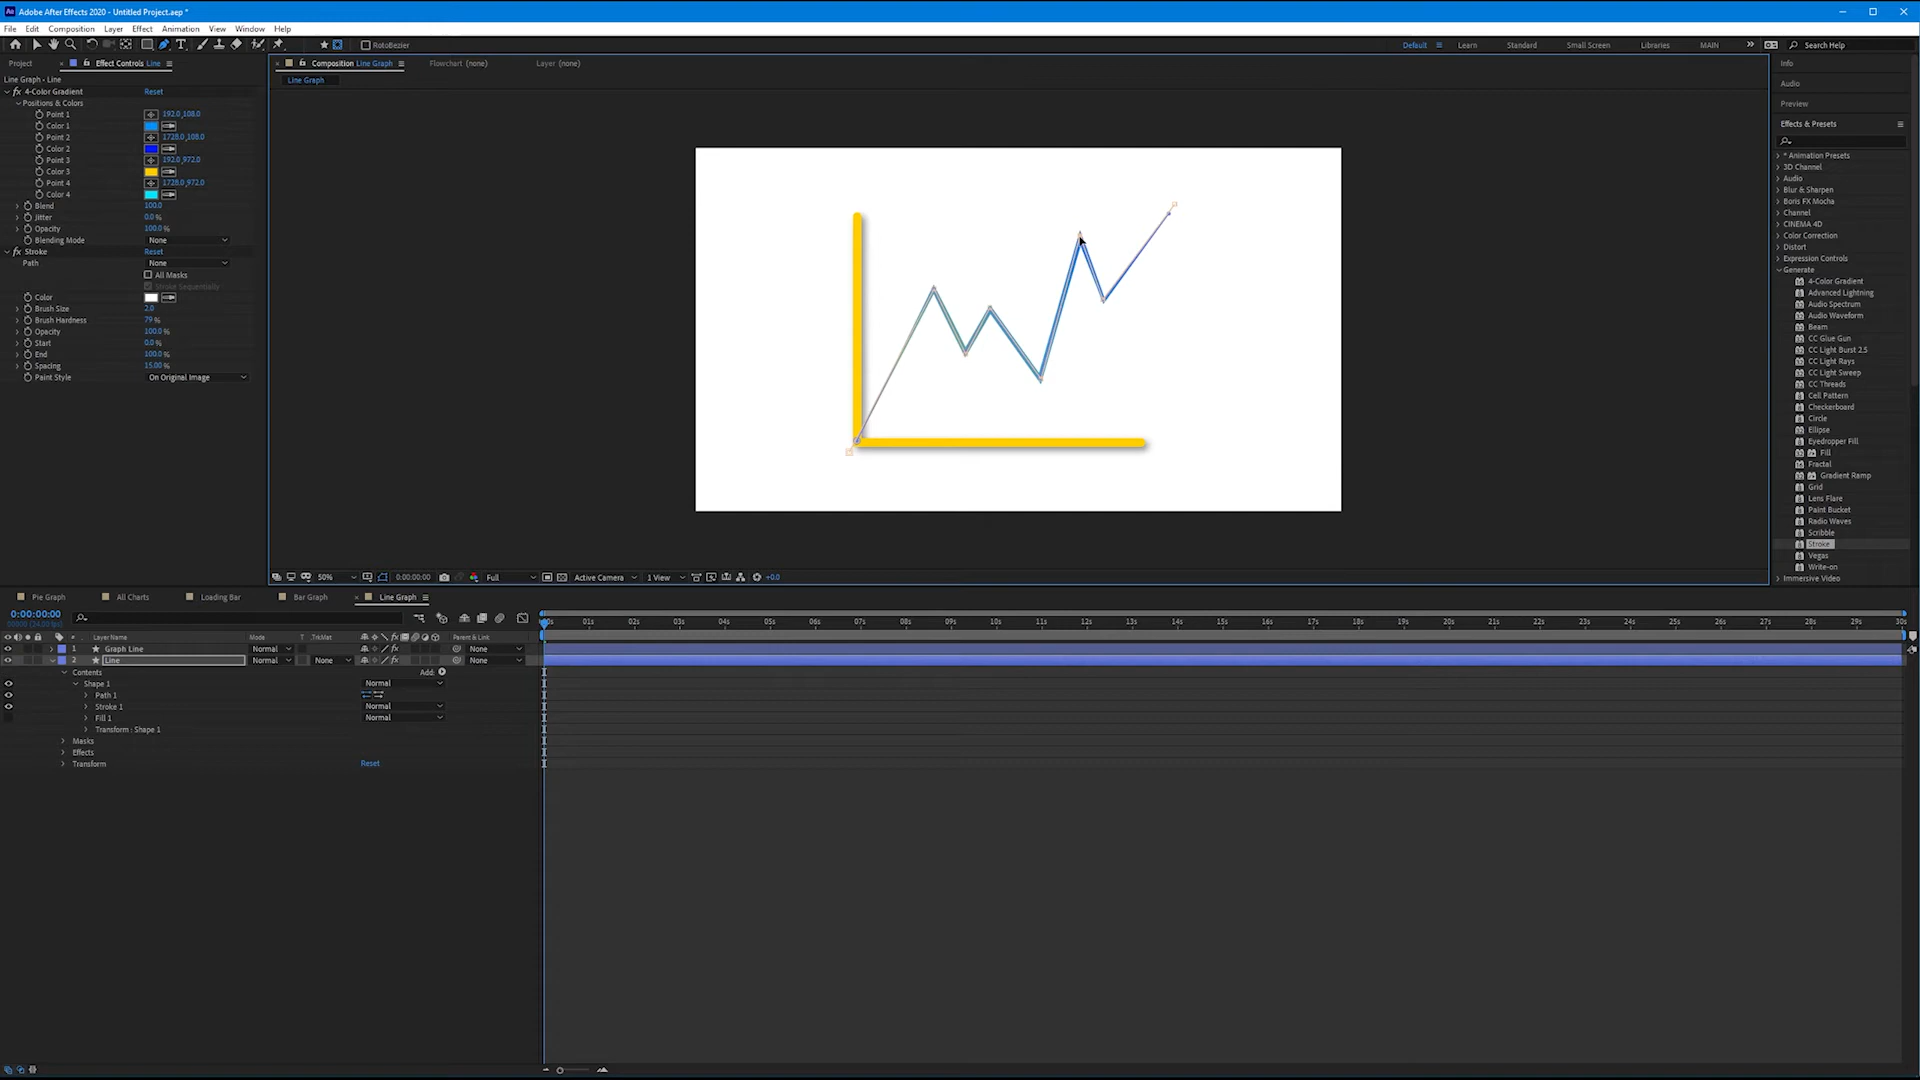 Adobe After Effects 2020 - Untitled Project.aep *
File Edit Composition Layer Effect Animation View Window Help
RotoBezier
Default Learn Standard Small Screen Libraries MAIN Search Help
Project Effect Controls Line
Composition Line Graph Flowchart (none) Layer (none)
Line Graph
Line Graph · Line
fx 4-Color Gradient Reset
Positions & Colors
Point 1 192.0,108.0
Color 1
Point 2 1728.0,108.0
Color 2
Point 3 192.0,972.0
Color 3
Point 4 1728.0,972.0
Color 4
Blend 100.0
Jitter 0.0 %
Opacity 100.0 %
Blending Mode None
fx Stroke Reset
Path None
All Masks
Stroke Sequentially
Color
Brush Size 2.0
Brush Hardness 79 %
Opacity 100.0 %
Start 0.0 %
End 100.0 %
Spacing 15.00 %
Paint Style On Original Image
50% 0:00:00:00 Full Active Camera 1 View +0.0
Info
Audio
Preview
Effects & Presets
* Animation Presets
3D Channel
Audio
Blur & Sharpen
Boris FX Mocha
Channel
CINEMA 4D
Color Correction
Distort
Expression Controls
Generate
4-Color Gradient
Advanced Lightning
Audio Spectrum
Audio Waveform
Beam
CC Glue Gun
CC Light Burst 2.5
CC Light Rays
CC Light Sweep
CC Threads
Cell Pattern
Checkerboard
Circle
Ellipse
Eyedropper Fill
Fill
Fractal
Gradient Ramp
Grid
Lens Flare
Paint Bucket
Radio Waves
Scribble
Stroke
Vegas
Write-on
Immersive Video
Pie Graph All Charts Loading Bar Bar Graph Line Graph
0:00:00:00
# Layer Name Mode T .TrkMat Parent & Link
01s 02s 03s 04s 05s 06s 07s 08s 09s 10s 11s 12s 13s 14s 15s 16s 17s 18s 19s 20s 21s 22s 23s 24s 25s 26s 27s 28s 29s 30s
1 Graph Line Normal None
2 Line Normal None None
Contents Add:
Shape 1 Normal
Path 1
Stroke 1 Normal
Fill 1 Normal
Transform : Shape 1
Masks
Effects
Transform Reset